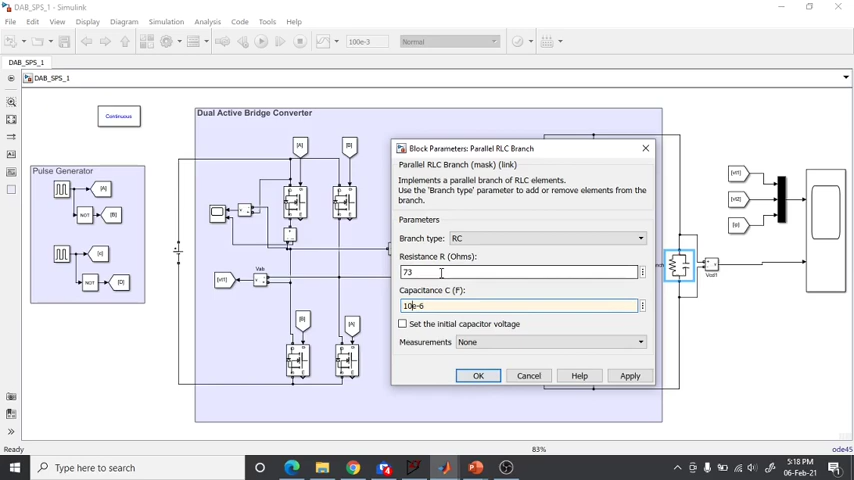 DAB_SPS_1 - Simulink
File Edit View Display Diagram Simulation Analysis Code Tools Help
100e-3 Normal
DAB_SPS_1
DAB_SPS_1
Continuous
Dual Active Bridge Converter
Pulse Generator
[A]
NOT [B]
[c]
NOT [D]
[A] [B]
[B] [A]
Vab
Block Parameters: Parallel RLC Branch
Parallel RLC Branch (mask) (link)
Implements a parallel branch of RLC elements.
Use the 'Branch type' parameter to add or remove elements from the
branch.
Parameters
Branch type: RC
Resistance R (Ohms):
73
Capacitance C (F):
10e-6
Set the initial capacitor voltage
Measurements None
OK Cancel Help Apply
Ready 83% ode45
Type here to search
5:18 PM
06-Feb-21